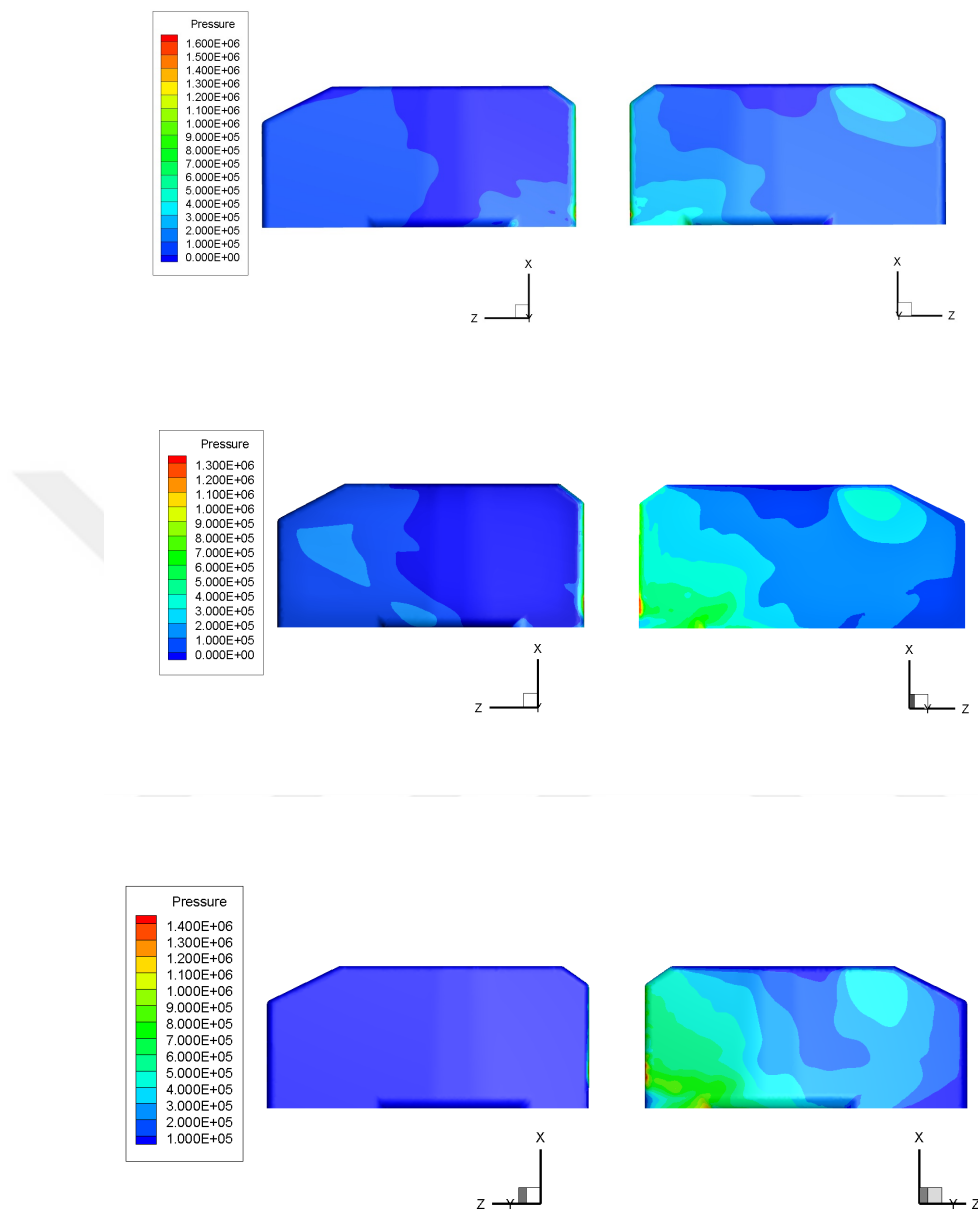 Pressure
1.600E+06
1.500E+06
1.400E+06
1.300E+06
1.200E+06
1.100E+06
1.000E+06
9.000E+05
8.000E+05
7.000E+05
6.000E+05
5.000E+05
4.000E+05
3.000E+05
2.000E+05
1.000E+05
0.000E+00
X
Z
Y
X
Y
Z
Pressure
1.300E+06
1.200E+06
1.100E+06
1.000E+06
9.000E+05
8.000E+05
7.000E+05
6.000E+05
5.000E+05
4.000E+05
3.000E+05
2.000E+05
1.000E+05
0.000E+00
X
Z
Y
X
Y
Z
Pressure
1.400E+06
1.300E+06
1.200E+06
1.100E+06
1.000E+06
9.000E+05
8.000E+05
7.000E+05
6.000E+05
5.000E+05
4.000E+05
3.000E+05
2.000E+05
1.000E+05
X
Z
Y
X
Y
Z